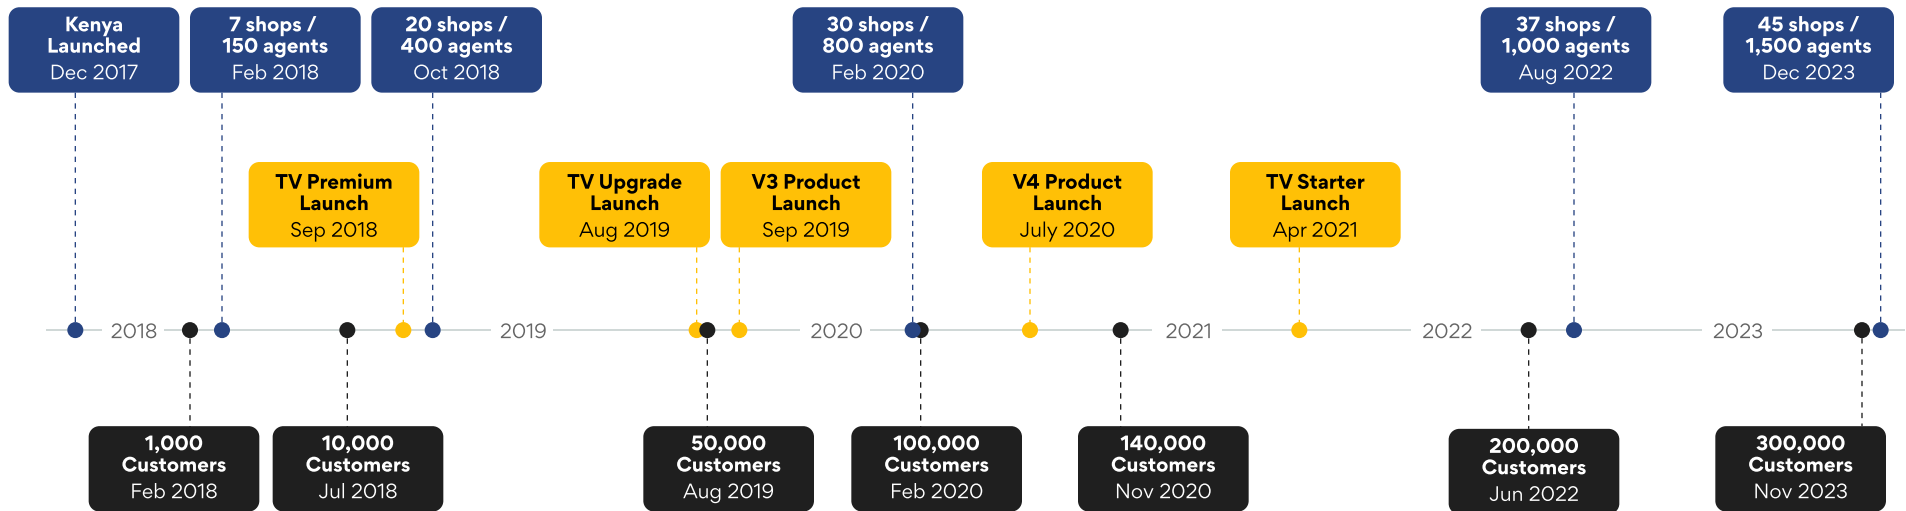 Kenya
Launched
Dec 2017
7 shops /
150 agents
Feb 2018
20 shops /
400 agents
Oct 2018
30 shops /
800 agents
Feb 2020
37 shops /
1,000 agents
Aug 2022
45 shops /
1,500 agents
Dec 2023
TV Premium
Launch
Sep 2018
TV Upgrade
Launch
Aug 2019
V3 Product
Launch
Sep 2019
V4 Product
Launch
July 2020
TV Starter
Launch
Apr 2021
2018
2019
2020
2021
2022
2023
1,000
Customers
Feb 2018
10,000
Customers
Jul 2018
50,000
Customers
Aug 2019
100,000
Customers
Feb 2020
140,000
Customers
Nov 2020
200,000
Customers
Jun 2022
300,000
Customers
Nov 2023